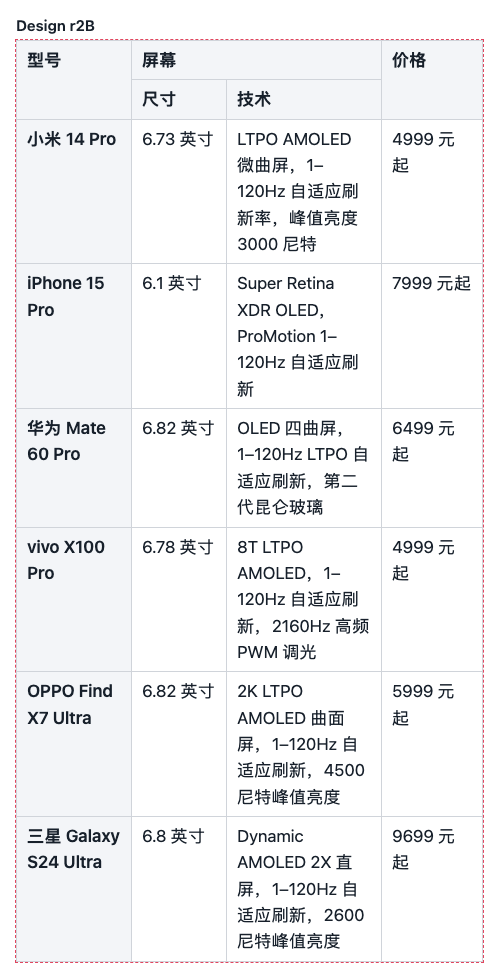 Design r2B
型号
屏幕
价格
尺寸
技术
小米 14 Pro
6.73 英寸
LTPO AMOLED
微曲屏，1–
120Hz 自适应刷
新率，峰值亮度
3000 尼特
4999 元
起
iPhone 15
Pro
6.1 英寸
Super Retina
XDR OLED，
ProMotion 1–
120Hz 自适应刷
新
7999 元起
华为 Mate
60 Pro
6.82 英寸
OLED 四曲屏，
1–120Hz LTPO 自
适应刷新，第二
代昆仑玻璃
6499 元
起
vivo X100
Pro
6.78 英寸
8T LTPO
AMOLED，1–
120Hz 自适应刷
新，2160Hz 高频
PWM 调光
4999 元
起
OPPO Find
X7 Ultra
6.82 英寸
2K LTPO
AMOLED 曲面
屏，1–120Hz 自
适应刷新，4500
尼特峰值亮度
5999 元
起
三星 Galaxy
S24 Ultra
6.8 英寸
Dynamic
AMOLED 2X 直
屏，1–120Hz 自
适应刷新，2600
尼特峰值亮度
9699 元
起